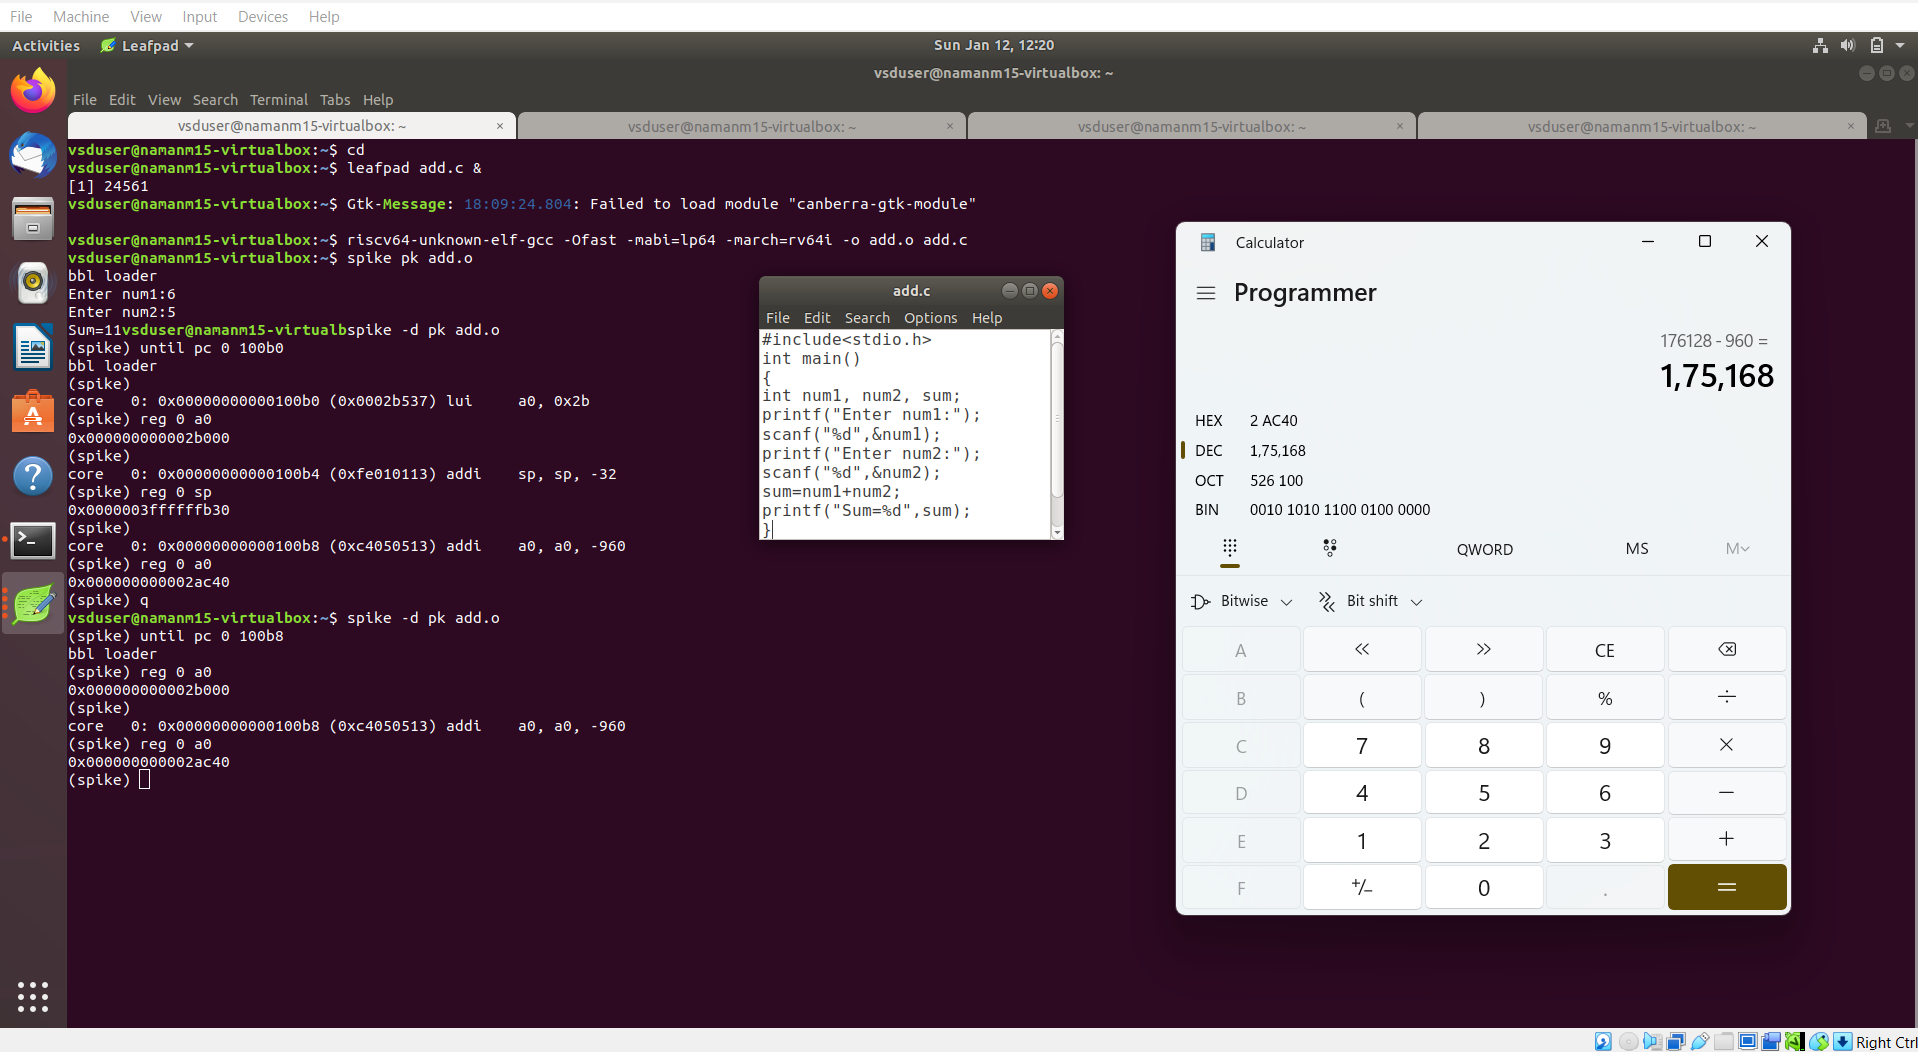 File Machine View Input Devices Help
Activities Leafpad Sun Jan 12, 12:20
vsduser@namanm15-virtualbox: ~
File Edit View Search Terminal Tabs Help
vsduser@namanm15-virtualbox: ~ × vsduser@namanm15-virtualbox: ~ × vsduser@namanm15-virtualbox: ~ × vsduser@namanm15-virtualbox: ~ ×
vsduser@namanm15-virtualbox:~$ cd
vsduser@namanm15-virtualbox:~$ leafpad add.c &
[1] 24561
vsduser@namanm15-virtualbox:~$ Gtk-Message: 18:09:24.804: Failed to load module "canberra-gtk-module"
vsduser@namanm15-virtualbox:~$ riscv64-unknown-elf-gcc -Ofast -mabi=lp64 -march=rv64i -o add.o add.c
vsduser@namanm15-virtualbox:~$ spike pk add.o
bbl loader
Enter num1:6
Enter num2:5
Sum=11vsduser@namanm15-virtualbspike -d pk add.o
(spike) until pc 0 100b0
bbl loader
(spike)
core   0: 0x00000000000100b0 (0x0002b537) lui     a0, 0x2b
(spike) reg 0 a0
0x000000000002b000
(spike)
core   0: 0x00000000000100b4 (0xfe010113) addi    sp, sp, -32
(spike) reg 0 sp
0x0000003ffffffb30
(spike)
core   0: 0x00000000000100b8 (0xc4050513) addi    a0, a0, -960
(spike) reg 0 a0
0x000000000002ac40
(spike) q
vsduser@namanm15-virtualbox:~$ spike -d pk add.o
(spike) until pc 0 100b8
bbl loader
(spike) reg 0 a0
0x000000000002b000
(spike)
core   0: 0x00000000000100b8 (0xc4050513) addi    a0, a0, -960
(spike) reg 0 a0
0x000000000002ac40
(spike)
add.c
File Edit Search Options Help
#include<stdio.h>
int main()
{
int num1, num2, sum;
printf("Enter num1:");
scanf("%d",&num1);
printf("Enter num2:");
scanf("%d",&num2);
sum=num1+num2;
printf("Sum=%d",sum);
}
Calculator
Programmer
176128 - 960 =
1,75,168
HEX 2 AC40
DEC 1,75,168
OCT 526 100
BIN 0010 1010 1100 0100 0000
QWORD MS M
Bitwise Bit shift
A << >> CE
B ( ) % ÷
C 7 8 9 ×
D 4 5 6 −
E 1 2 3 +
F +/− 0 . =
Right Ctrl